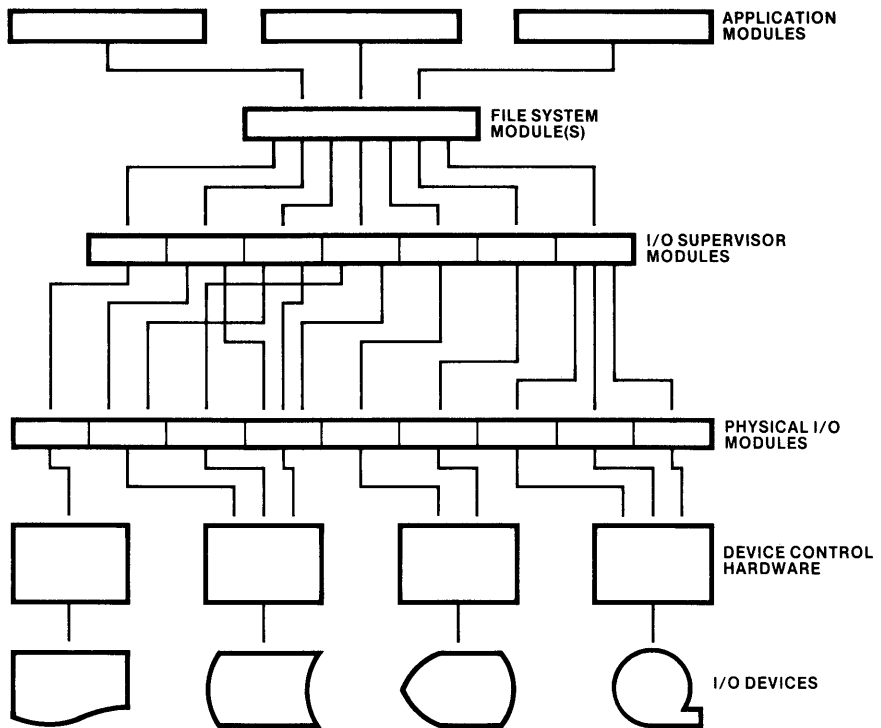 APPLICATION
MODULES
FILE SYSTEM
MODULE(S)
I/O SUPERVISOR
MODULES
PHYSICAL I/O
MODULES
DEVICE CONTROL
HARDWARE
I/O DEVICES